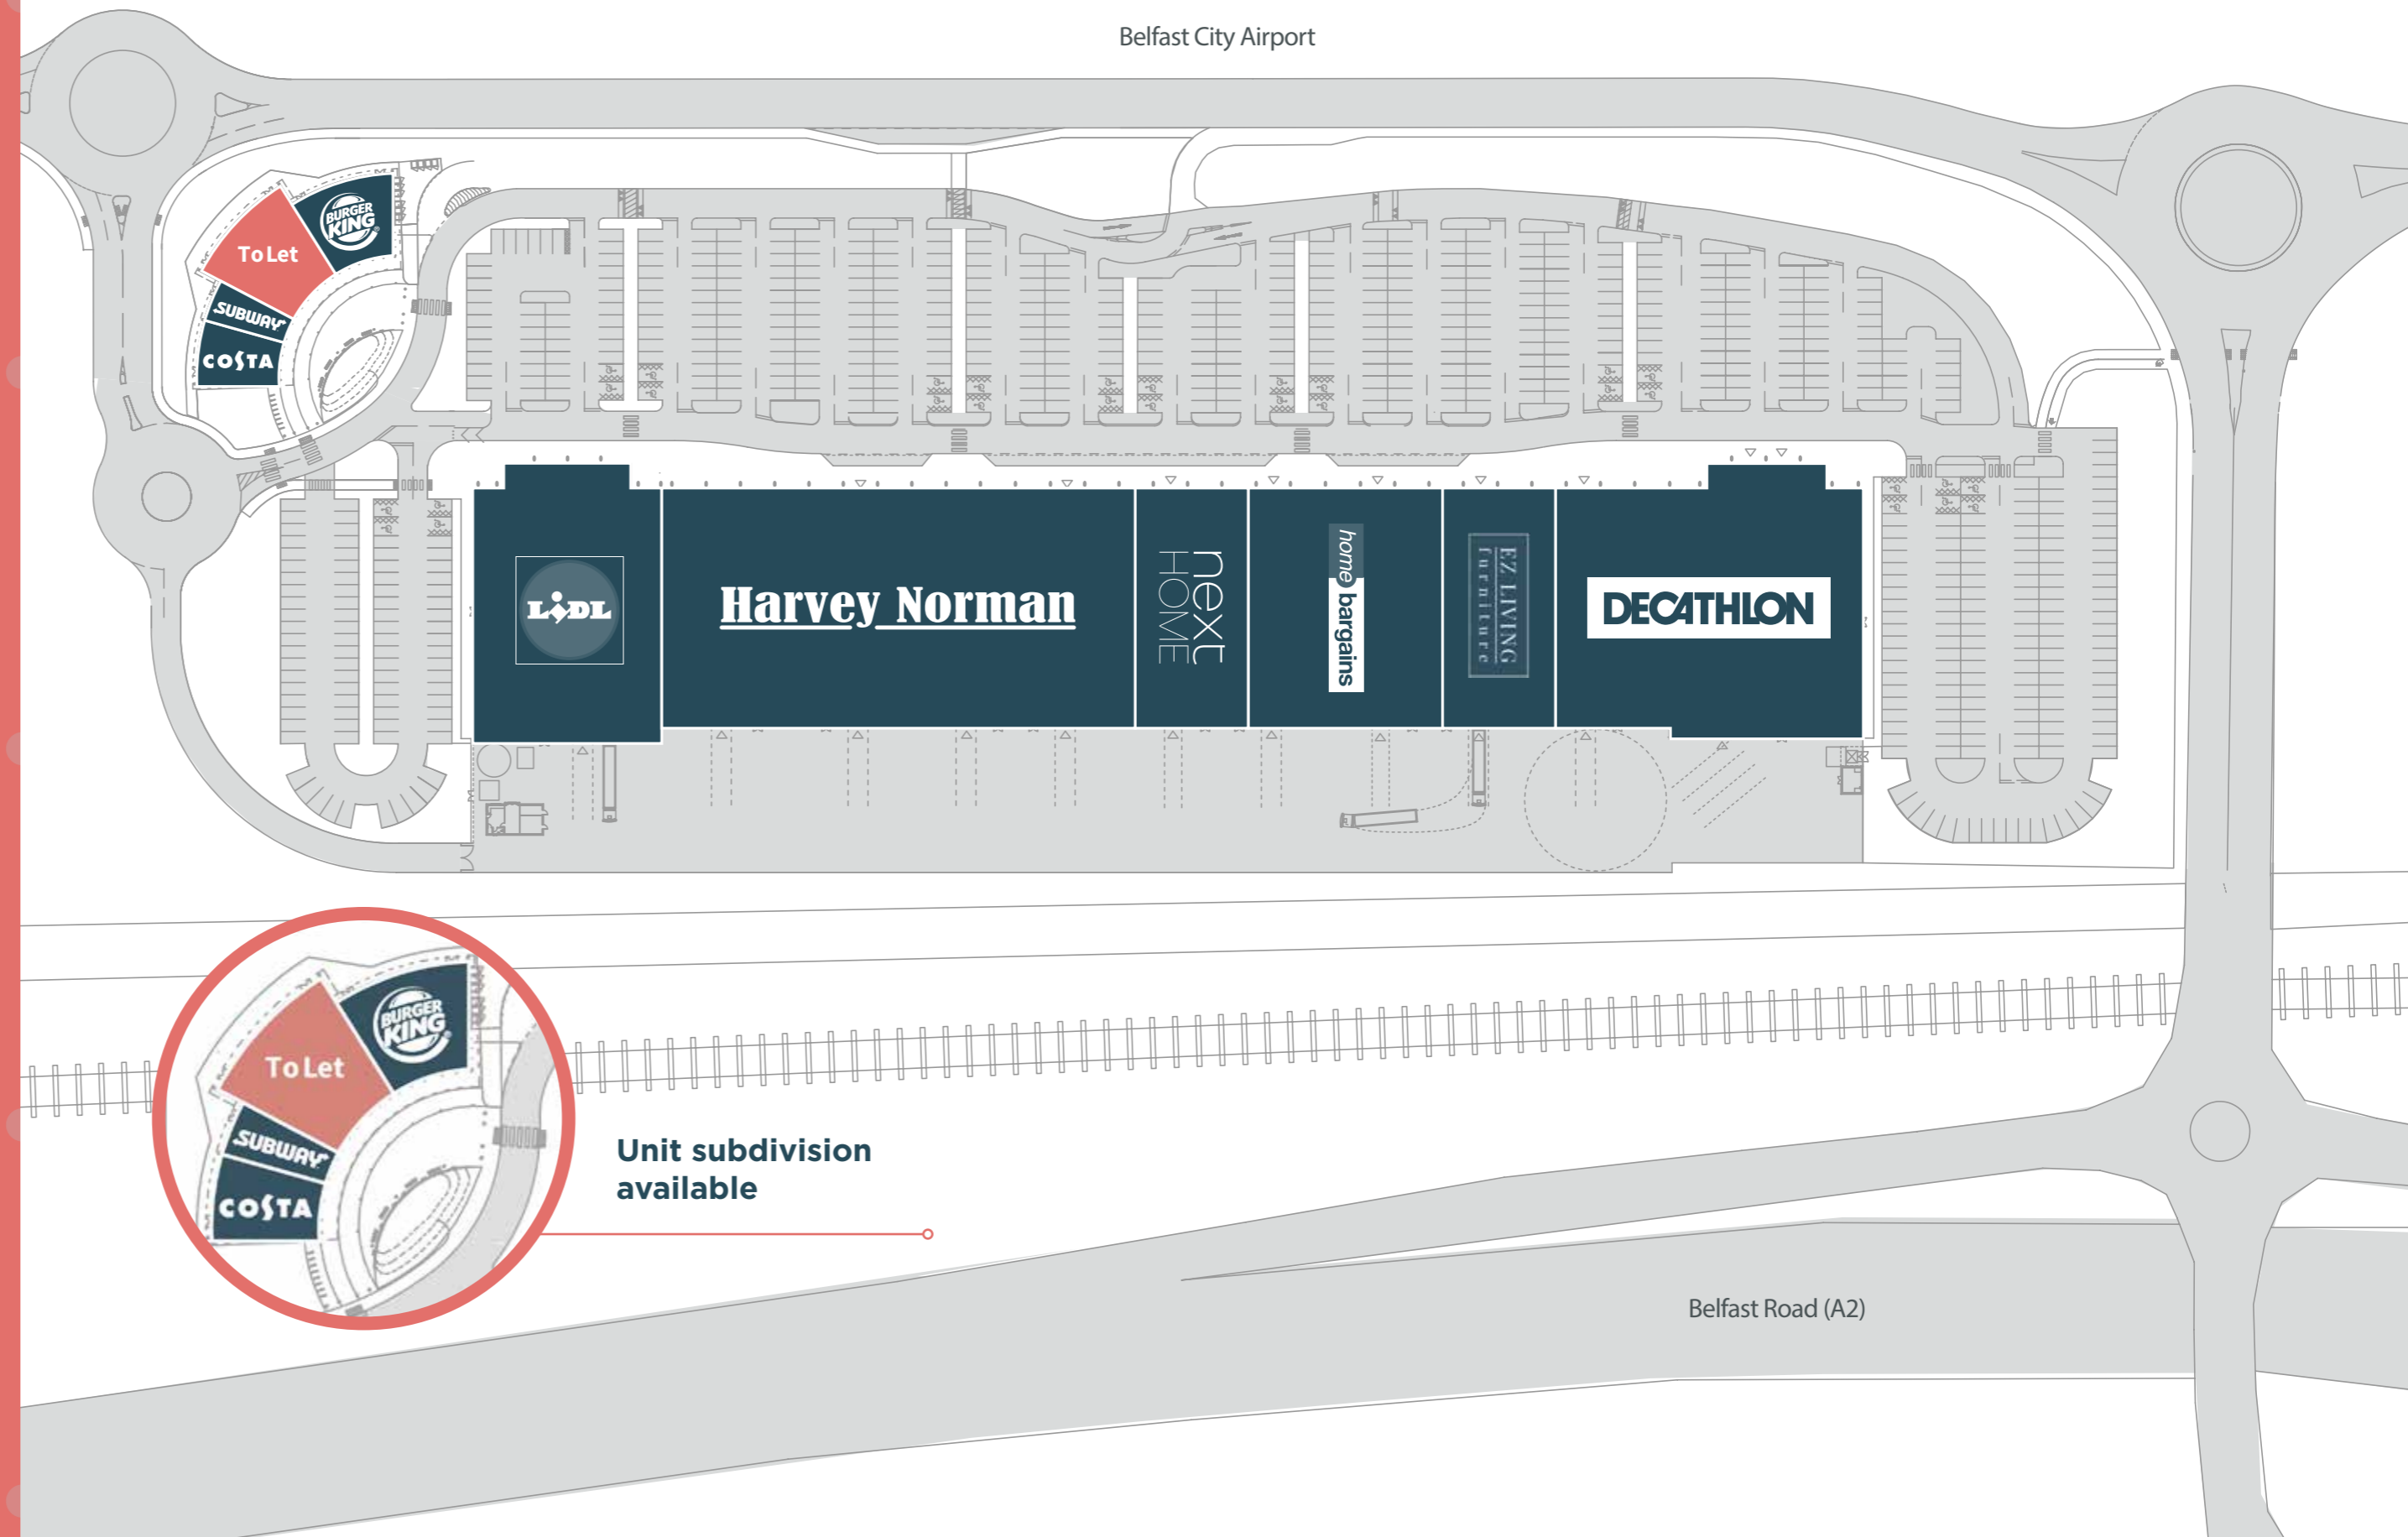 Belfast City Airport
BURGER
KING
To Let
SUBWAY
COSTA
LIDL
Harvey Norman
next
HOME
home bargains
EZ LIVING
furniture
DECATHLON
BURGER
KING
To Let
SUBWAY
COSTA
Unit subdivision
available
Belfast Road (A2)